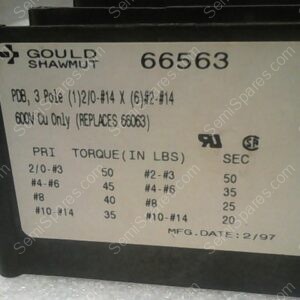 GOULD
SHAWMUT
66563
PDB, 3 Pole (1)2/0-#14 X (6)#2-#14
600V Cu Only (REPLACES 66063)
PRI TORQUE(IN LBS) SEC
2/0-#3 50 #2-#3 50
#4-#6 45 #4-#6 35
#8 40 #8 25
#10-#14 35 #10-#14 20
MFG.DATE: 2/97